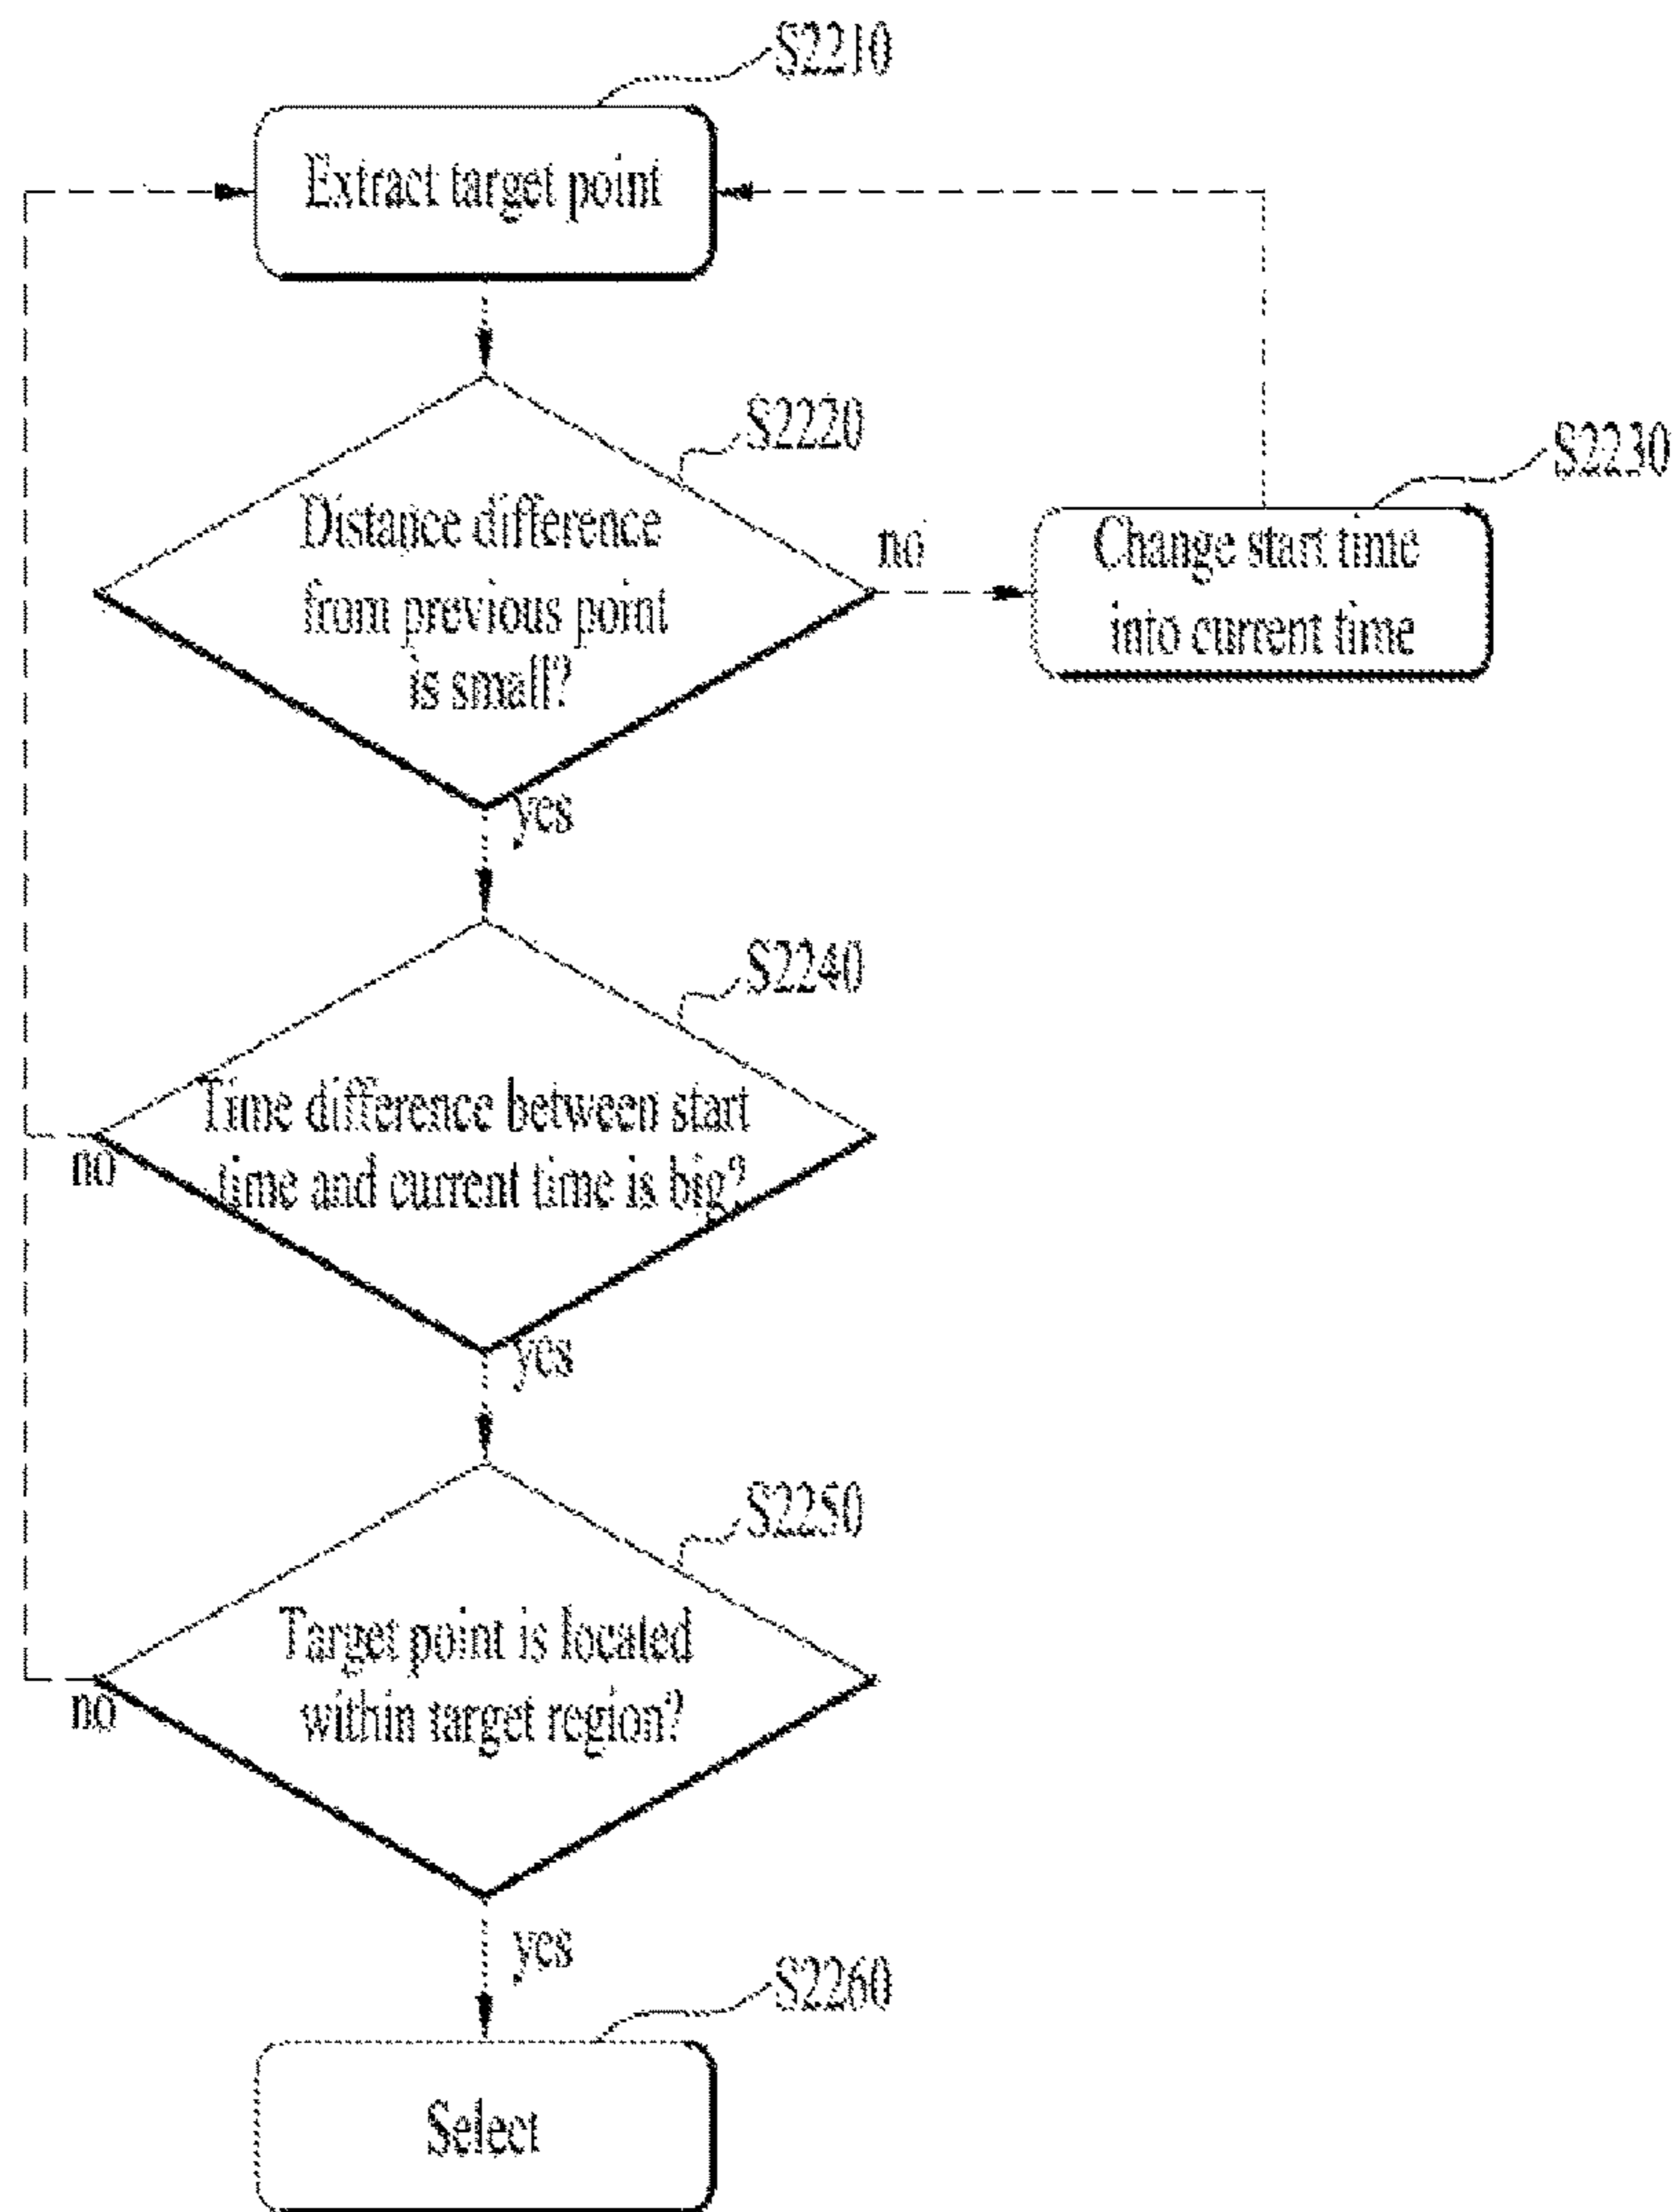 S2210
Extract target point
S2220
Distance difference
from previous point
is small?
no
S2230
Change start time
into current time
yes
S2240
Time difference between start
time and current time is big?
no
yes
S2250
Target point is located
within target region?
no
yes
S2260
Select